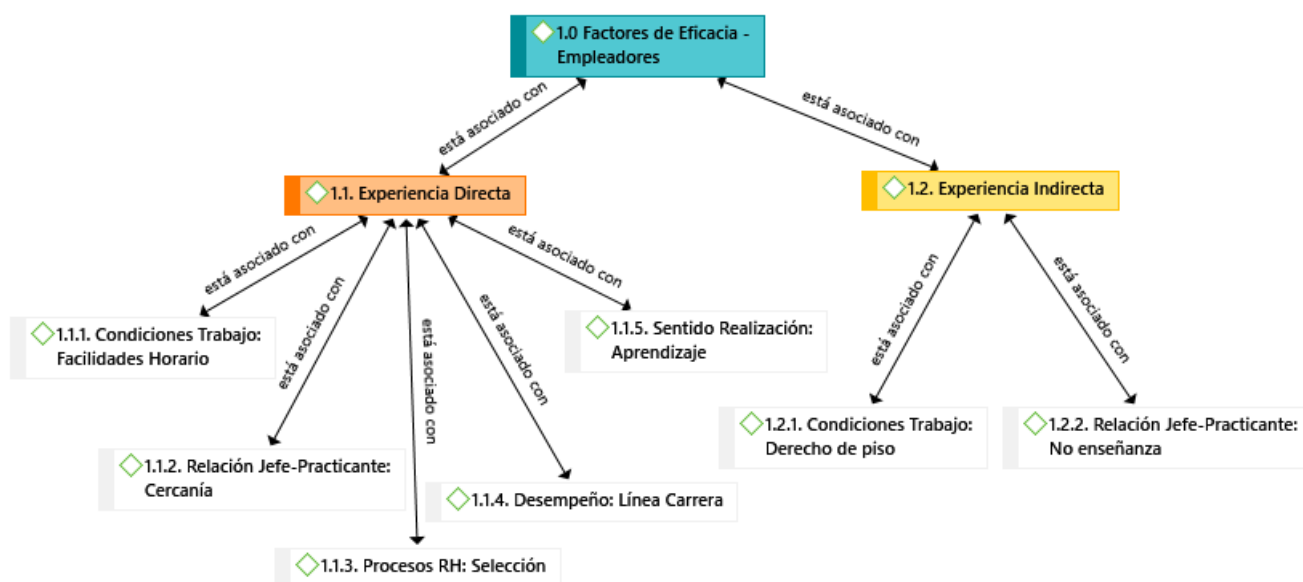 1.0 Factores de Eficacia -
Empleadores
está asociado con
está asociado con
1.1. Experiencia Directa
1.2. Experiencia Indirecta
está asociado con
está asociado con
está asociado con
está asociado con
está asociado con
está asociado con
está asociado con
1.1.1. Condiciones Trabajo:
Facilidades Horario
1.1.5. Sentido Realización:
Aprendizaje
1.2.1. Condiciones Trabajo:
Derecho de piso
1.2.2. Relación Jefe-Practicante:
No enseñanza
1.1.2. Relación Jefe-Practicante:
Cercanía
1.1.4. Desempeño: Línea Carrera
1.1.3. Procesos RH: Selección